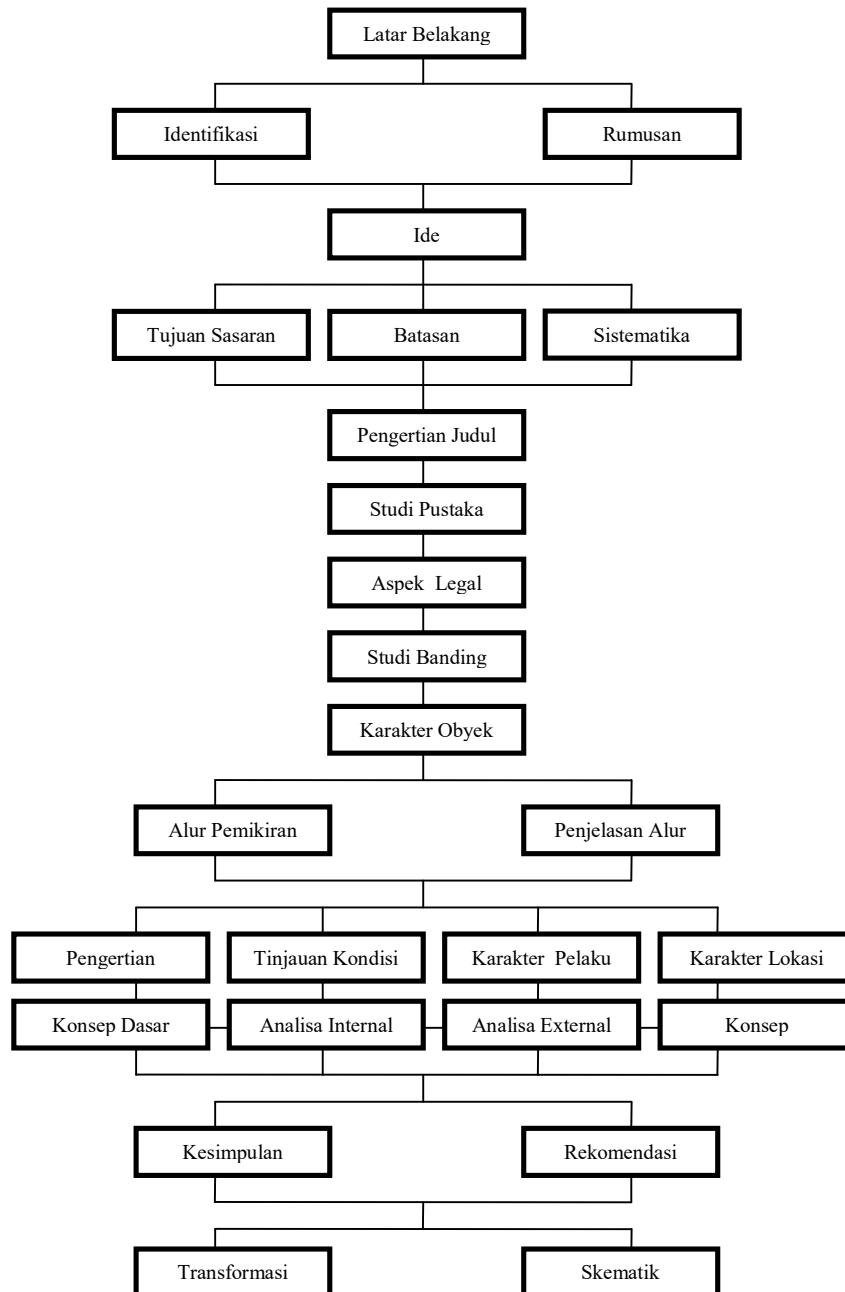 Latar Belakang
Identifikasi
Rumusan
Ide
Tujuan Sasaran
Batasan
Sistematika
Pengertian Judul
Studi Pustaka
Aspek  Legal
Studi Banding
Karakter Obyek
Alur Pemikiran
Penjelasan Alur
Pengertian
Tinjauan Kondisi
Karakter  Pelaku
Karakter Lokasi
Konsep Dasar
Analisa Internal
Analisa External
Konsep
Kesimpulan
Rekomendasi
Transformasi
Skematik